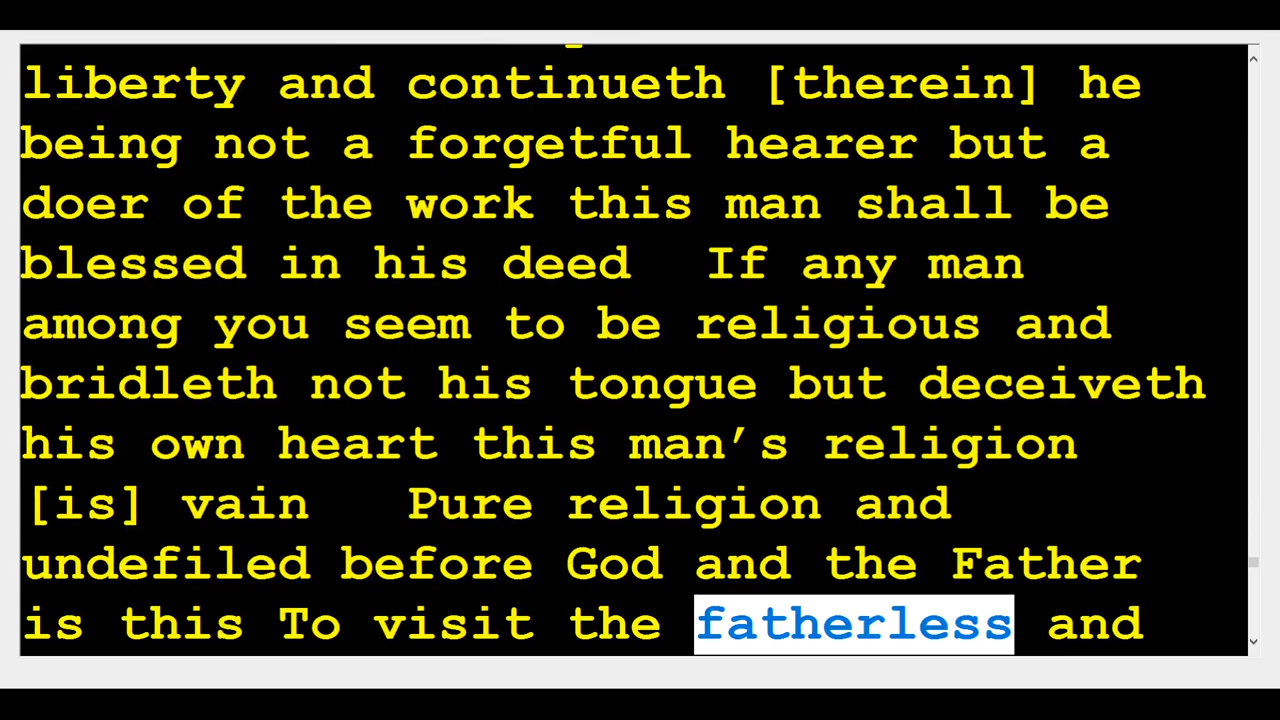 liberty and continueth [therein] he
being not a forgetful hearer but a
doer of the work this man shall be
blessed in his deed If any man
among you seem to be religious and
bridleth not his tongue but deceiveth
his own heart this man’s religion
[is] vain Pure religion and
undefiled before God and the Father
is this To visit the fatherless and